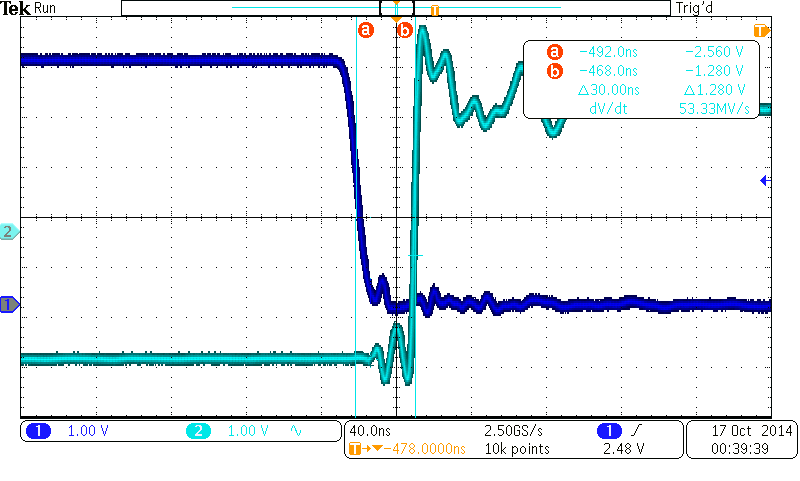 Tek Run Trig'd
T
a b T
a −492.0ns −2.560 V
b −468.0ns −1.280 V
Δ30.00ns Δ1.280 V
dV/dt 53.33MV/s
2
1
1 1.00 V 2 1.00 V 40.0ns 2.50GS/s 1 17 Oct 2014
T→▼−478.0000ns 10k points 2.48 V 00:39:39